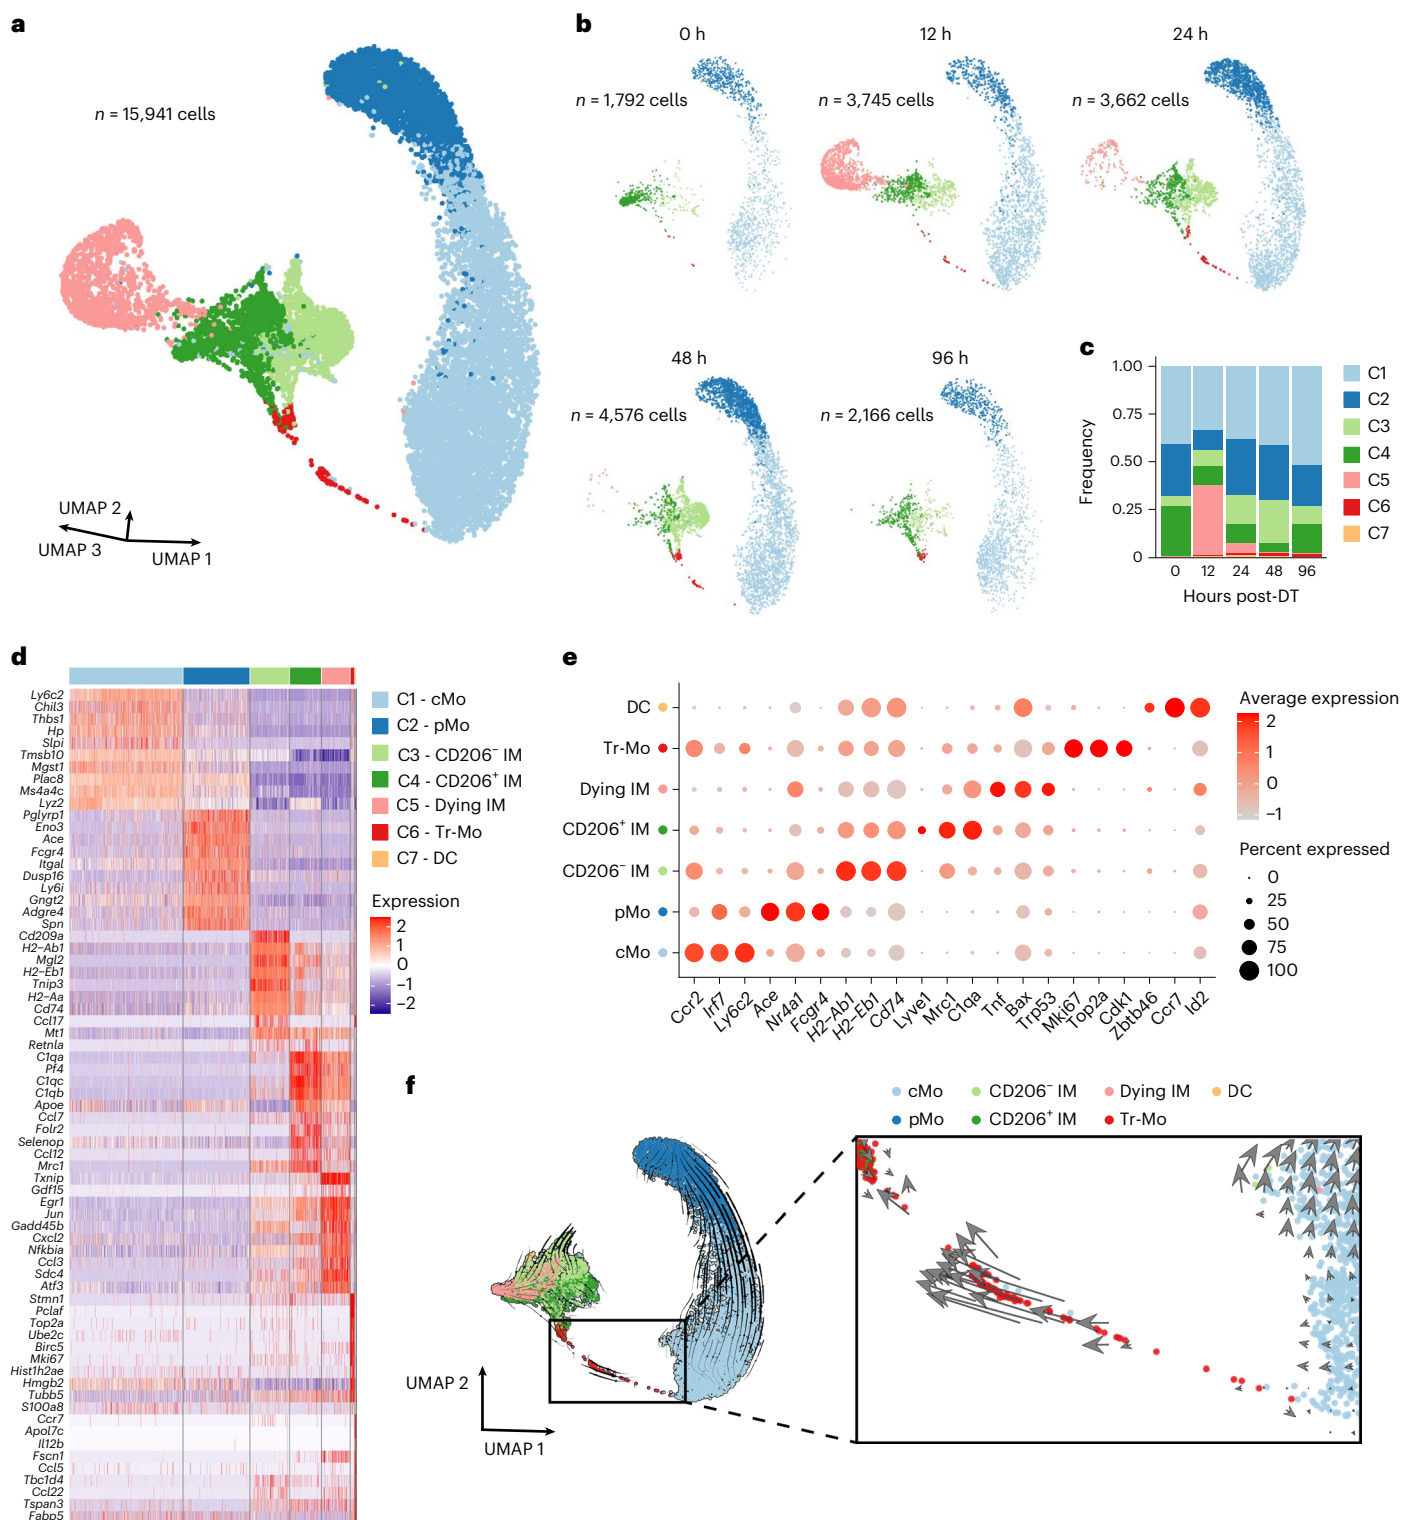 a
n = 15,941 cells
UMAP 2
UMAP 3
UMAP 1
b
0 h
12 h
24 h
n = 1,792 cells
n = 3,745 cells
n = 3,662 cells
48 h
96 h
n = 4,576 cells
n = 2,166 cells
c
1.00
0.75
0.50
0.25
0
Frequency
0 12 24 48 96
Hours post-DT
C1
C2
C3
C4
C5
C6
C7
d
Ly6c2
Chil3
Thbs1
Hp
Slpi
Tmsb10
Mgst1
Plac8
Ms4a4c
Lyz2
Pglyrp1
Eno3
Ace
Fcgr4
Itgal
Dusp16
Ly6i
Gngt2
Adgre4
Spn
Cd209a
H2−Ab1
Mgl2
H2−Eb1
Tnip3
H2−Aa
Cd74
Ccl17
Mt1
Retnla
C1qa
Pf4
C1qc
C1qb
Apoe
Ccl7
Folr2
Selenop
Ccl12
Mrc1
Txnip
Gdf15
Egr1
Jun
Gadd45b
Cxcl2
Nfkbia
Ccl3
Sdc4
Atf3
Stmn1
Pclaf
Top2a
Ube2c
Birc5
Mki67
Hist1h2ae
Hmgb2
Tubb5
S100a8
Ccr7
Apol7c
Il12b
Fscn1
Ccl5
Tbc1d4
Ccl22
Tspan3
Fabp5
C1 - cMo
C2 - pMo
C3 - CD206⁻ IM
C4 - CD206⁺ IM
C5 - Dying IM
C6 - Tr-Mo
C7 - DC
Expression
2
1
0
−1
−2
e
DC
Tr-Mo
Dying IM
CD206⁺ IM
CD206⁻ IM
pMo
cMo
Ccr2 Irf7 Ly6c2 Ace Nr4a1 Fcgr4 H2−Ab1 H2−Eb1 Cd74 Lyve1 Mrc1 C1qa Tnf Bax Trp53 Mki67 Top2a Cdk1 Zbtb46 Ccr7 Id2
Average expression
2
1
0
−1
Percent expressed
0
25
50
75
100
f
cMo CD206⁻ IM Dying IM DC
pMo CD206⁺ IM Tr-Mo
UMAP 2
UMAP 1